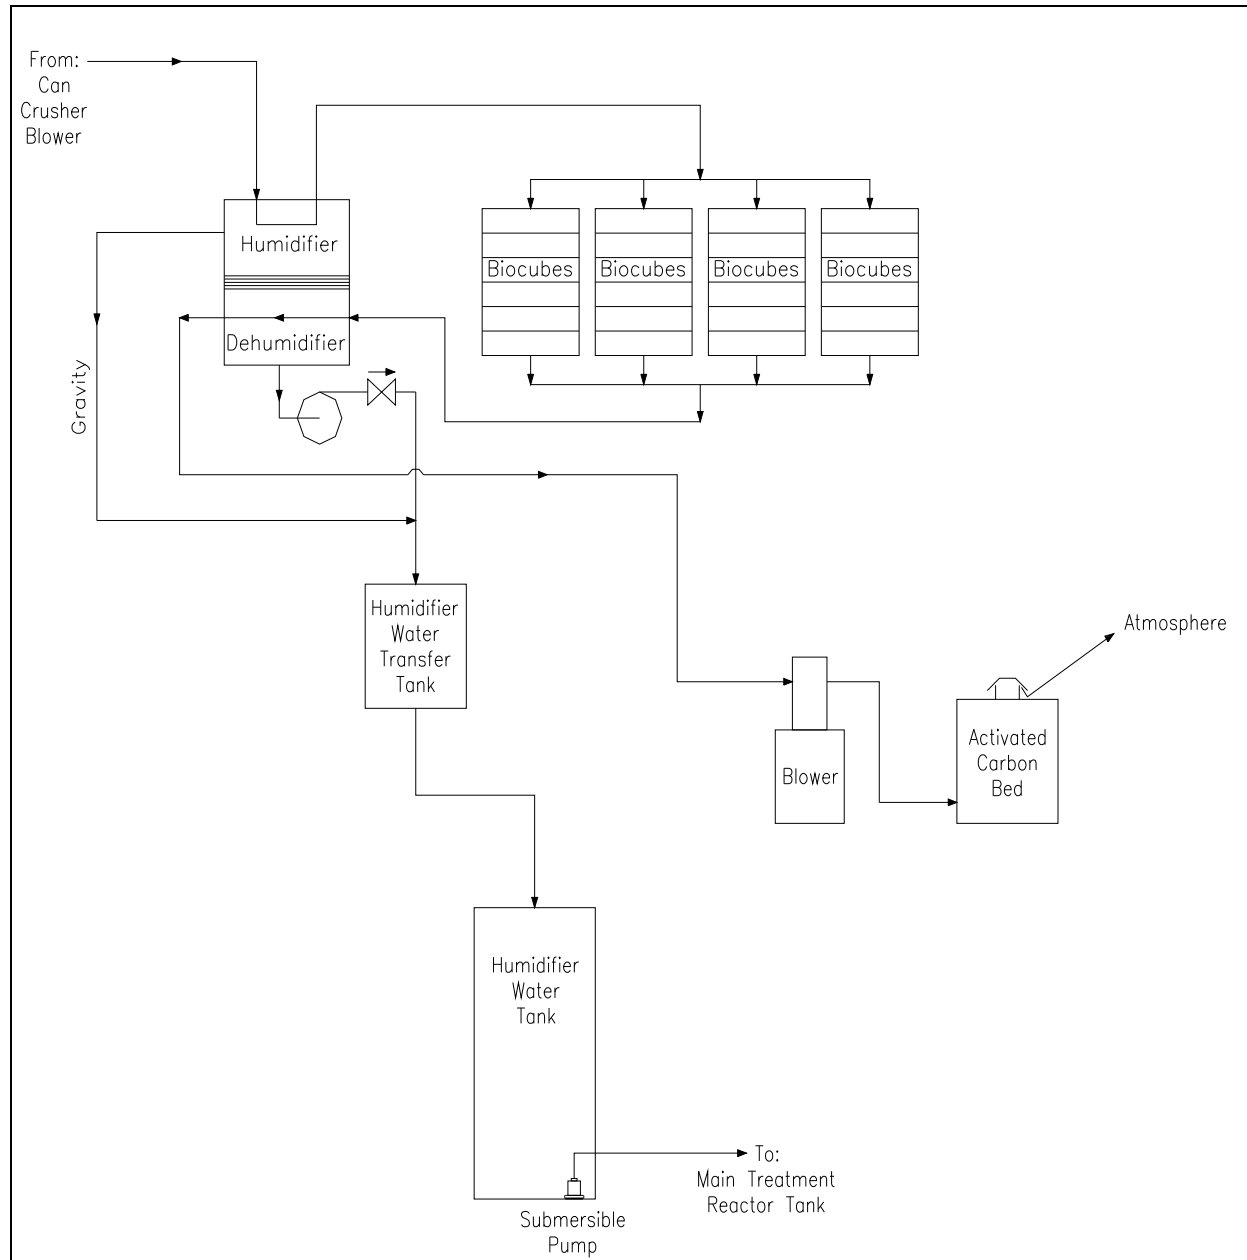 From:
Can
Crusher
Blower
Humidifier
Biocubes
Biocubes
Biocubes
Biocubes
Dehumidifier
Gravity
Humidifier
Water
Transfer
Tank
Atmosphere
Activated
Carbon
Bed
Blower
Humidifier
Water
Tank
To:
Main Treatment
Reactor Tank
Submersible
Pump